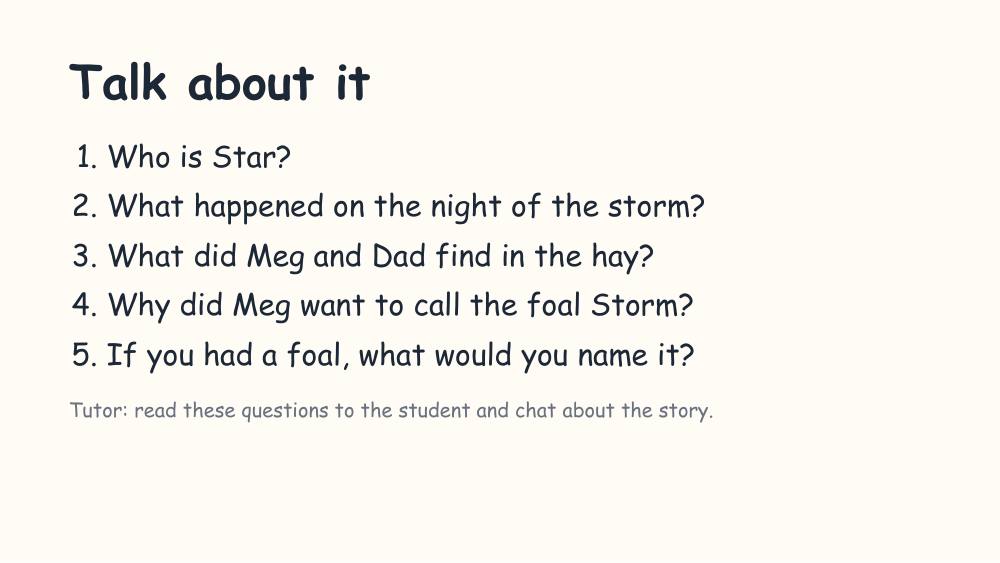 Talk about it
1. Who is Star?
2. What happened on the night of the storm?
3. What did Meg and Dad find in the hay?
4. Why did Meg want to call the foal Storm?
5. If you had a foal, what would you name it?
Tutor: read these questions to the student and chat about the story.